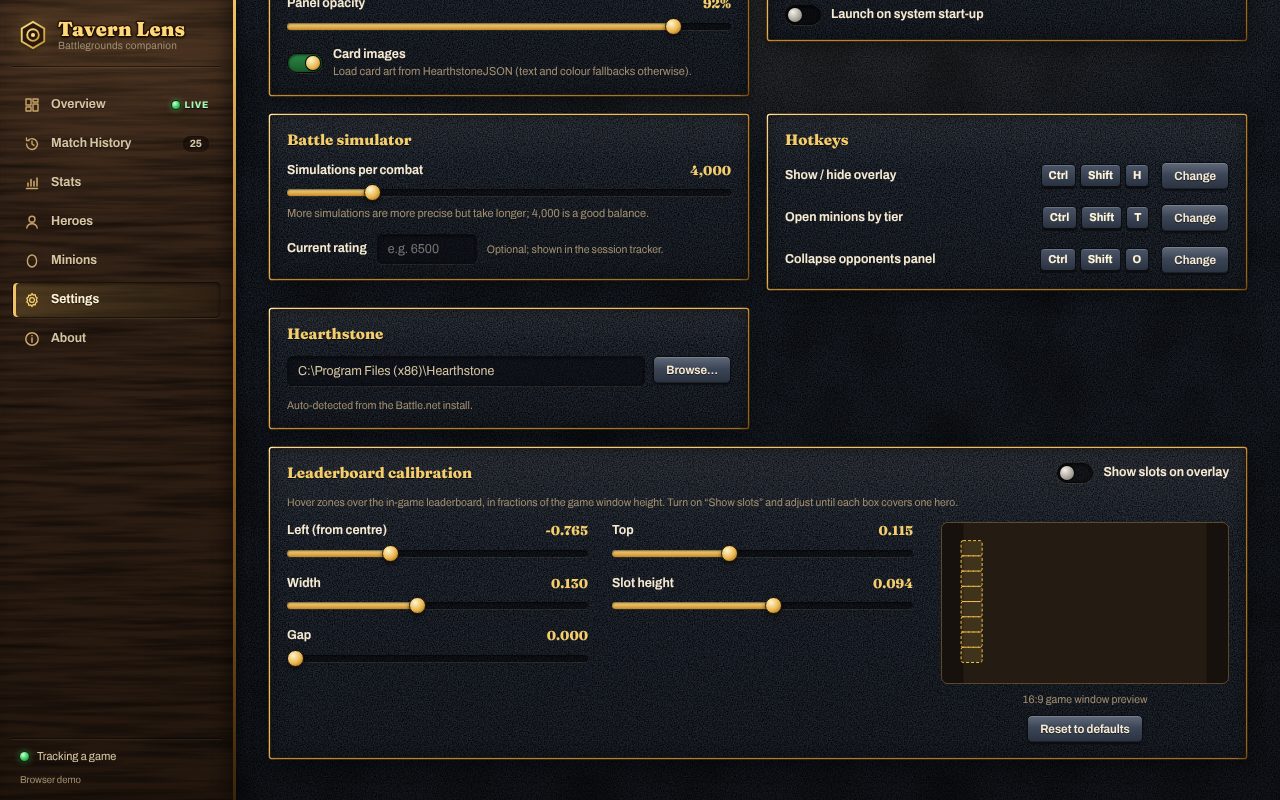 Tavern Lens
Battlegrounds companion
Overview
LIVE
Match History
25
Stats
Heroes
Minions
Settings
About
Tracking a game
Browser demo
Panel opacity
92%
Card images
Load card art from HearthstoneJSON (text and colour fallbacks otherwise).
Launch on system start-up
Battle simulator
Simulations per combat
4,000
More simulations are more precise but take longer; 4,000 is a good balance.
Current rating
e.g. 6500
Optional; shown in the session tracker.
Hotkeys
Show / hide overlay
Ctrl Shift H
Change
Open minions by tier
Ctrl Shift T
Change
Collapse opponents panel
Ctrl Shift O
Change
Hearthstone
C:\Program Files (x86)\Hearthstone
Browse...
Auto-detected from the Battle.net install.
Leaderboard calibration
Show slots on overlay
Hover zones over the in-game leaderboard, in fractions of the game window height. Turn on “Show slots” and adjust until each box covers one hero.
Left (from centre)
-0.765
Top
0.115
Width
0.130
Slot height
0.094
Gap
0.000
16:9 game window preview
Reset to defaults